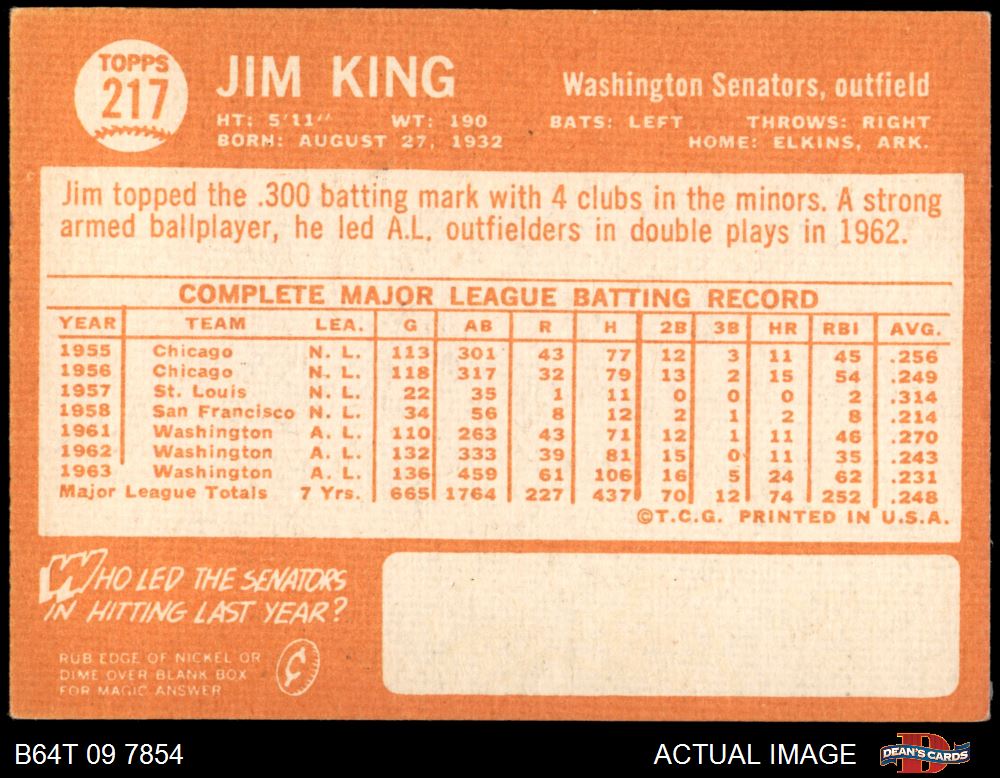 TOPPS
217
JIM KING
Washington Senators, outfield
HT: 5'11" WT: 190 BATS: LEFT THROWS: RIGHT
BORN: AUGUST 27, 1932 HOME: ELKINS, ARK.
Jim topped the .300 batting mark with 4 clubs in the minors. A strong
armed ballplayer, he led A.L. outfielders in double plays in 1962.
COMPLETE MAJOR LEAGUE BATTING RECORD
YEAR TEAM LEA. G AB R H 2B 3B HR RBI AVG.
1955 Chicago N. L. 113 301 43 77 12 3 11 45 .256
1956 Chicago N. L. 118 317 32 79 13 2 15 54 .249
1957 St. Louis N. L. 22 35 1 11 0 0 0 2 .314
1958 San Francisco N. L. 34 56 8 12 2 1 2 8 .214
1961 Washington A. L. 110 263 43 71 12 1 11 46 .270
1962 Washington A. L. 132 333 39 81 15 0 11 35 .243
1963 Washington A. L. 136 459 61 106 16 5 24 62 .231
Major League Totals 7 Yrs. 665 1764 227 437 70 12 74 252 .248
©T.C.G. PRINTED IN U.S.A.
WHO LED THE SENATORS
IN HITTING LAST YEAR?
RUB EDGE OF NICKEL OR
DIME OVER BLANK BOX
FOR MAGIC ANSWER
¢
B64T 09 7854 ACTUAL IMAGE
D
DEAN'S CARDS